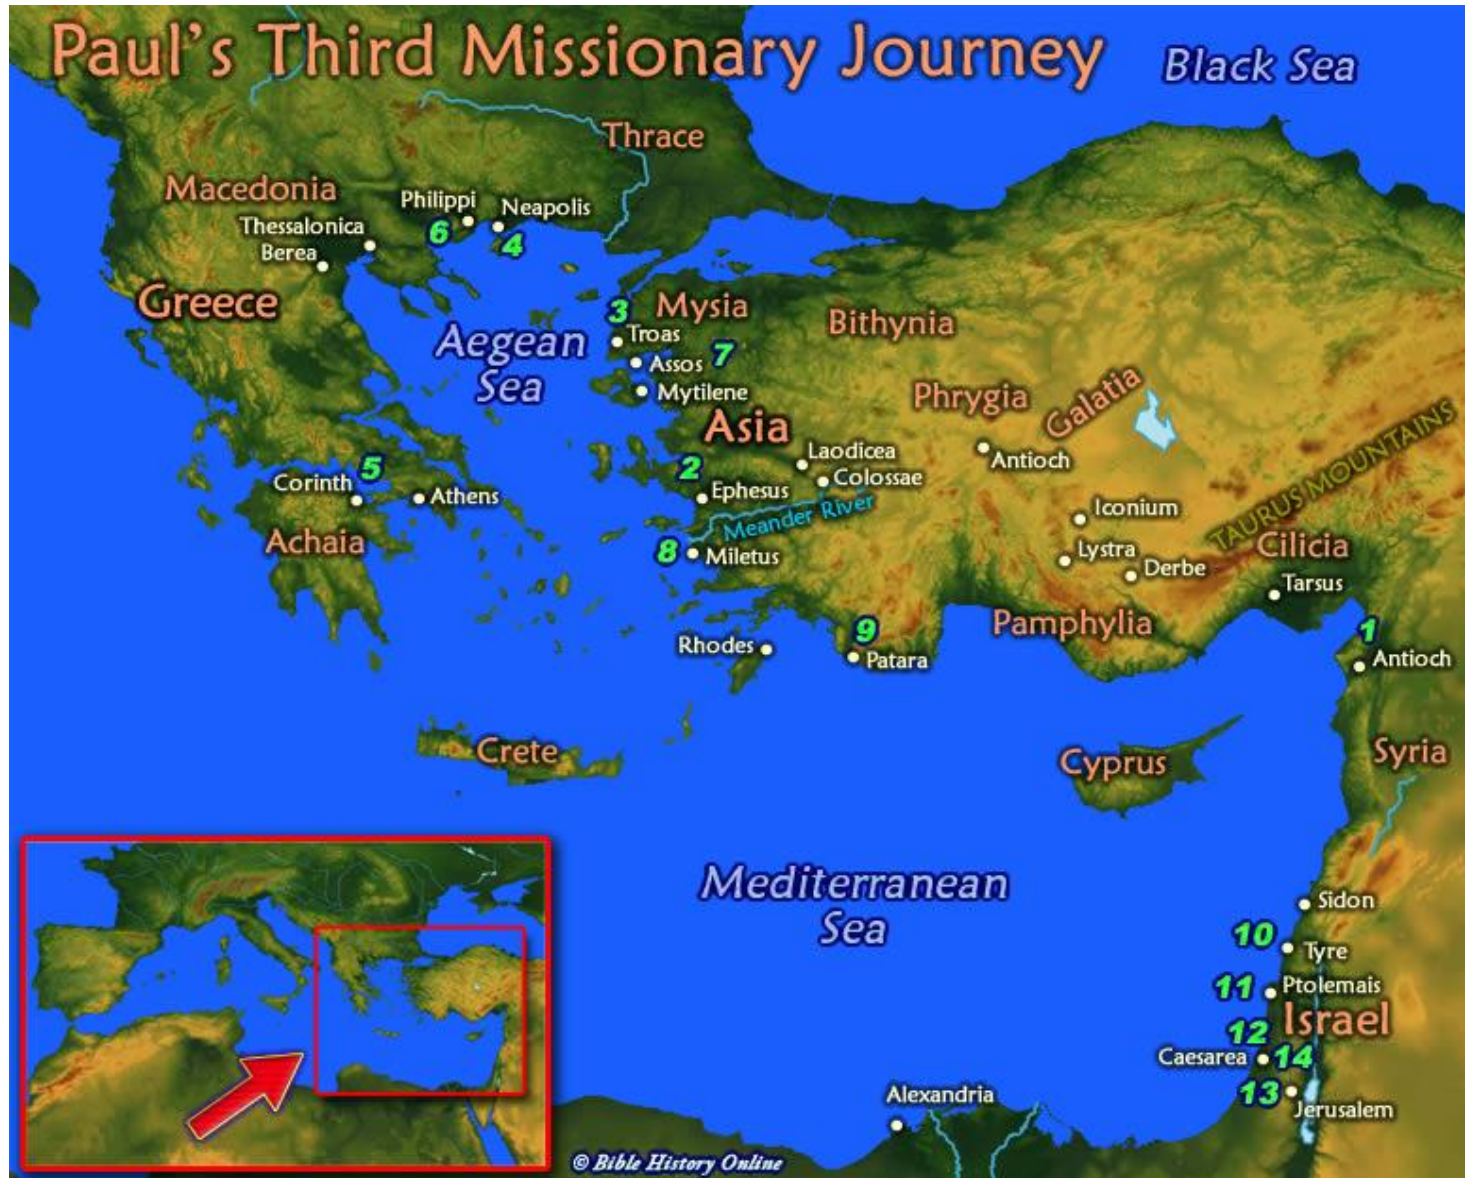 Paul's Third Missionary Journey
Black Sea
Thrace
Macedonia
Philippi
Neapolis
Thessalonica
6
4
Berea
Greece
3
Mysia
Bithynia
Troas
Aegean
Sea
Assos
7
Mytilene
Phrygia
Galatia
Asia
TAURUS MOUNTAINS
Laodicea
Antioch
5
2
Colossae
Corinth
Athens
Ephesus
Meander River
Iconium
Achaia
8
Miletus
Lystra
Derbe
Cilicia
Tarsus
Pamphylia
9
1
Rhodes
Patara
Antioch
Crete
Cyprus
Syria
Mediterranean
Sea
Sidon
10
Tyre
11
Ptolemais
Israel
12
Caesarea
14
13
Jerusalem
Alexandria
© Bible History Online